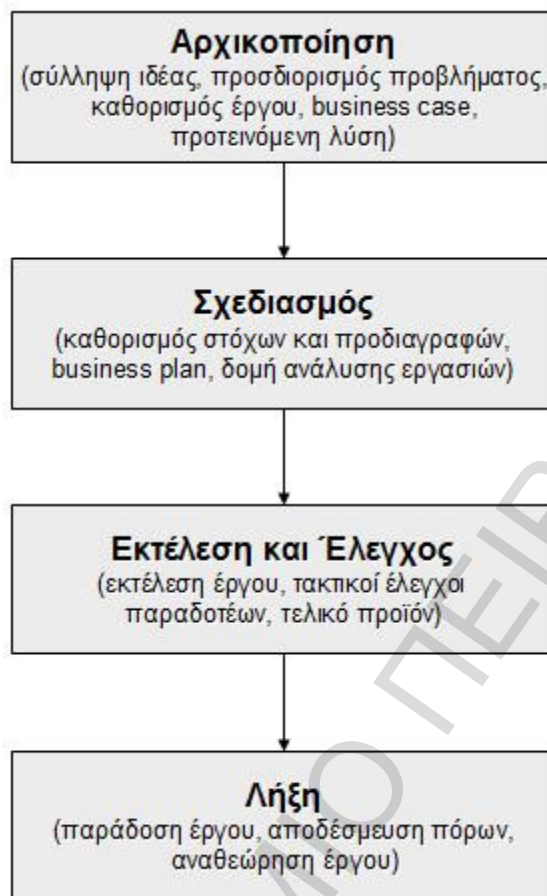 Αρχικοποίηση
(σύλληψη ιδέας, προσδιορισμός προβλήματος,
καθορισμός έργου, business case,
προτεινόμενη λύση)
Σχεδιασμός
(καθορισμός στόχων και προδιαγραφών,
business plan, δομή ανάλυσης εργασιών)
Εκτέλεση και Έλεγχος
(εκτέλεση έργου, τακτικοί έλεγχοι
παραδοτέων, τελικό προϊόν)
Λήξη
(παράδοση έργου, αποδέσμευση πόρων,
αναθεώρηση έργου)